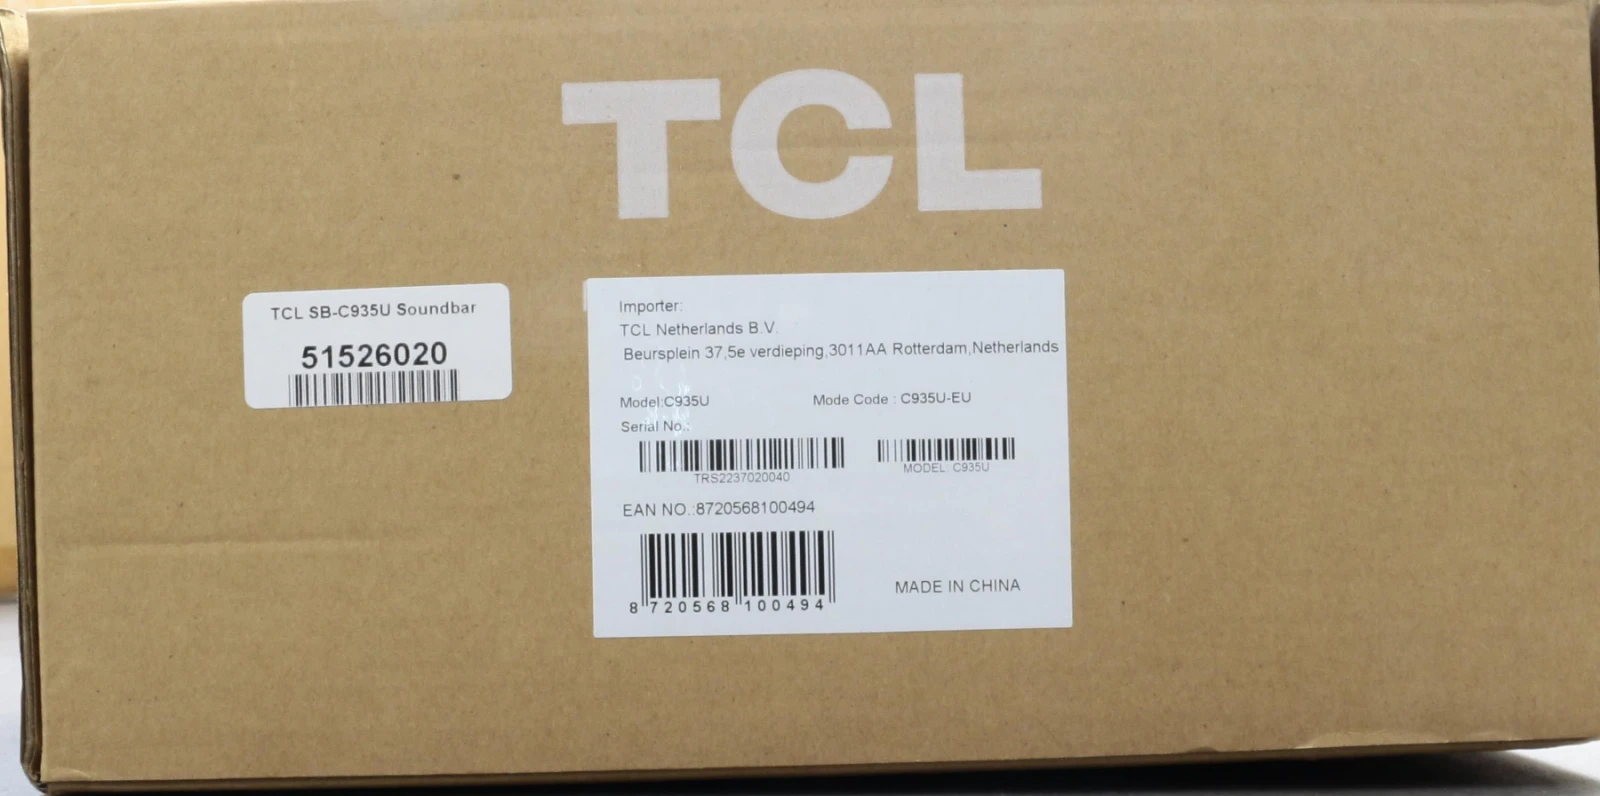 TCL
TCL SB-C935U Soundbar
51526020
Importer:
TCL Netherlands B.V.
Beursplein 37,5e verdieping,3011AA Rotterdam,Netherlands
Model:C935U Mode Code : C935U-EU
Serial No.:
TRS2237020040 MODEL: C935U
EAN NO.:8720568100494
8 720568 100494
MADE IN CHINA